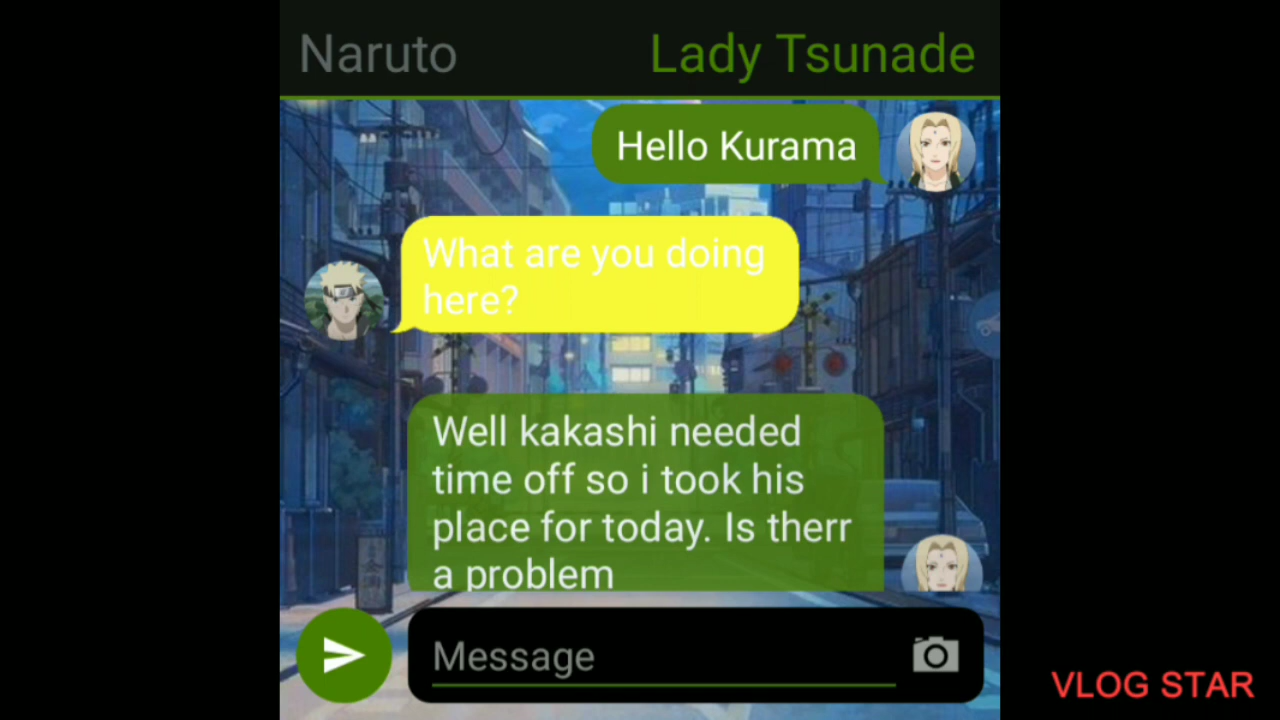 Naruto
Lady Tsunade
Hello Kurama
What are you doing
here?
Well kakashi needed
time off so i took his
place for today. Is therr
a problem
Message
VLOG STAR